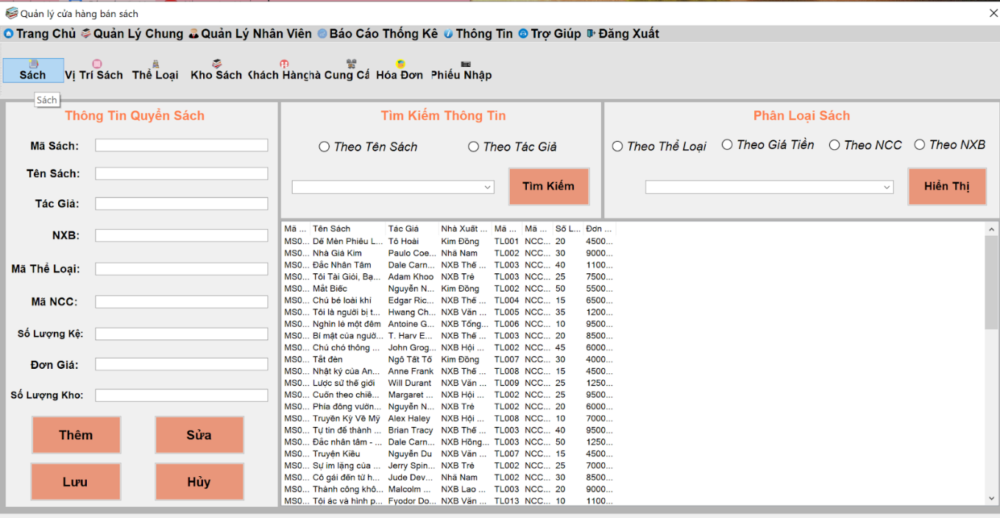 Quản lý cửa hàng bán sách
Trang Chủ Quản Lý Chung Quản Lý Nhân Viên Báo Cáo Thống Kê Thông Tin Trợ Giúp Đăng Xuất
Sách Vị Trí Sách Thể Loại Kho Sách Khách Hàng hà Cung Cấ Hóa Đơn Phiếu Nhập
Sách
Thông Tin Quyển Sách
Mã Sách:
Tên Sách:
Tác Giả:
NXB:
Mã Thể Loại:
Mã NCC:
Số Lượng Kệ:
Đơn Giá:
Số Lượng Kho:
Thêm Sửa
Lưu Hủy
Tìm Kiếm Thông Tin
Theo Tên Sách Theo Tác Giả
Tìm Kiếm
Phân Loại Sách
Theo Thể Loại Theo Giá Tiền Theo NCC Theo NXB
Hiển Thị
Mã ... Tên Sách Tác Giả Nhà Xuất ... Mã ... Mã ... Số L... Đơn ...
MS0... Dế Mèn Phiêu L... Tô Hoài Kim Đồng TL001 NCC... 20 4500...
MS0... Nhà Giả Kim Paulo Coe... Nhã Nam TL002 NCC... 30 9000...
MS0... Đắc Nhân Tâm Dale Carn... NXB Thế ... TL003 NCC... 40 1100...
MS0... Tôi Tài Giỏi, Bạ... Adam Khoo NXB Trẻ TL003 NCC... 25 7500...
MS0... Mắt Biếc Nguyễn N... Kim Đồng TL002 NCC... 50 5500...
MS0... Chú bé loài khỉ Edgar Ric... NXB Thế ... TL004 NCC... 15 6500...
MS0... Tôi là người bị t... Hwang Ch... NXB Văn ... TL005 NCC... 35 1200...
MS0... Nghìn lẻ một đêm Antoine G... NXB Tổng... TL006 NCC... 10 9500...
MS0... Bí mật của ngườ... T. Harv E... NXB Thế ... TL003 NCC... 20 8500...
MS0... Chú chó thông ... John Grog... NXB Hội ... TL002 NCC... 45 6000...
MS0... Tắt đèn Ngô Tất Tố Kim Đồng TL007 NCC... 30 4000...
MS0... Nhật ký của An... Anne Frank NXB Thế ... TL008 NCC... 15 4500...
MS0... Lược sử thế giới Will Durant NXB Văn ... TL009 NCC... 25 1250...
MS0... Cuốn theo chiề... Margaret ... NXB Hội ... TL002 NCC... 25 9500...
MS0... Phía đông vườn... Nguyễn N... NXB Trẻ TL002 NCC... 20 6000...
MS0... Truyền Kỳ Về Mỹ Alex Haley NXB Hội ... TL008 NCC... 10 7000...
MS0... Tự tin để thành ... Brian Tracy NXB Thế ... TL003 NCC... 40 9500...
MS0... Đắc nhân tâm - ... Dale Carn... NXB Hồng... TL003 NCC... 50 1250...
MS0... Truyện Kiều Nguyễn Du NXB Văn ... TL007 NCC... 15 4500...
MS0... Sự im lặng của ... Jerry Spin... NXB Trẻ TL002 NCC... 25 7000...
MS0... Cô gái đến từ h... Jude Dev... Nhã Nam TL002 NCC... 30 8500...
MS0... Thành công khô... Malcolm ... NXB Lao ... TL003 NCC... 20 9000...
MS0... Tội ác và hình p... Fyodor Do... NXB Văn ... TL013 NCC... 10 1100...